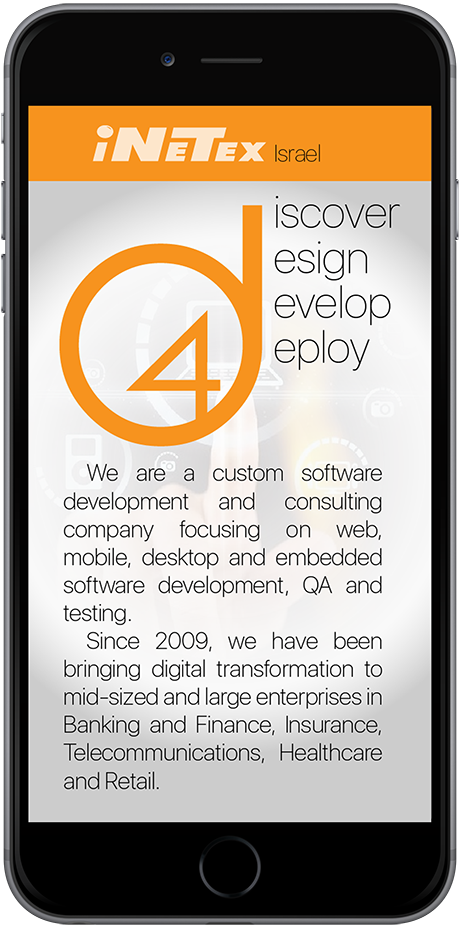 iNeTex Israel
d4
iscover
esign
evelop
eploy
We are a custom software
development and consulting
company focusing on web,
mobile, desktop and embedded
software development, QA and
testing.
Since 2009, we have been
bringing digital transformation to
mid-sized and large enterprises in
Banking and Finance, Insurance,
Telecommunications, Healthcare
and Retail.